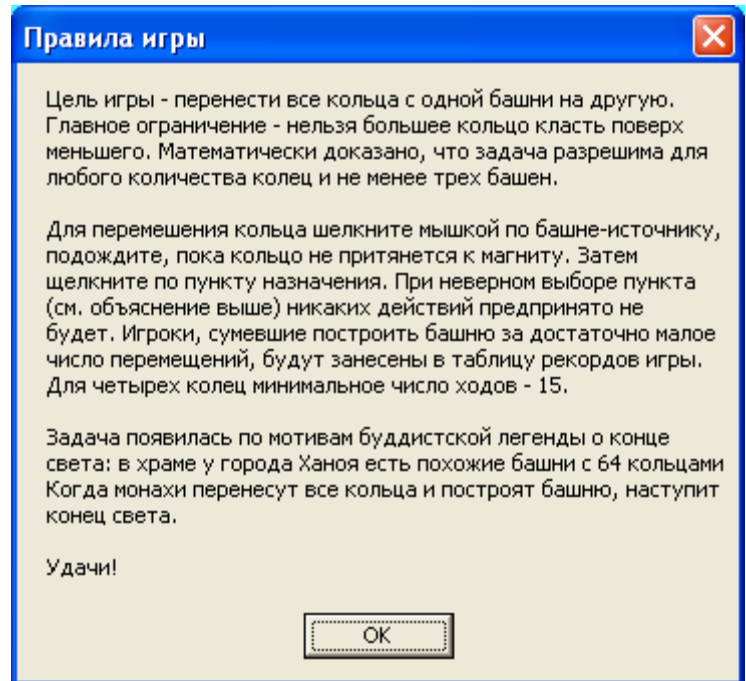 Правила игры
Цель игры - перенести все кольца с одной башни на другую.
Главное ограничение - нельзя большее кольцо класть поверх
меньшего. Математически доказано, что задача разрешима для
любого количества колец и не менее трех башен.
Для перемешения кольца шелкните мышкой по башне-источнику,
подождите, пока кольцо не притянется к магниту. Затем
щелкните по пункту назначения. При неверном выборе пункта
(см. объяснение выше) никаких действий предпринято не
будет. Игроки, сумевшие построить башню за достаточно малое
число перемещений, будут занесены в таблицу рекордов игры.
Для четырех колец минимальное число ходов - 15.
Задача появилась по мотивам буддистской легенды о конце
света: в храме у города Ханоя есть похожие башни с 64 кольцами
Когда монахи перенесут все кольца и построят башню, наступит
конец света.
Удачи!
OK